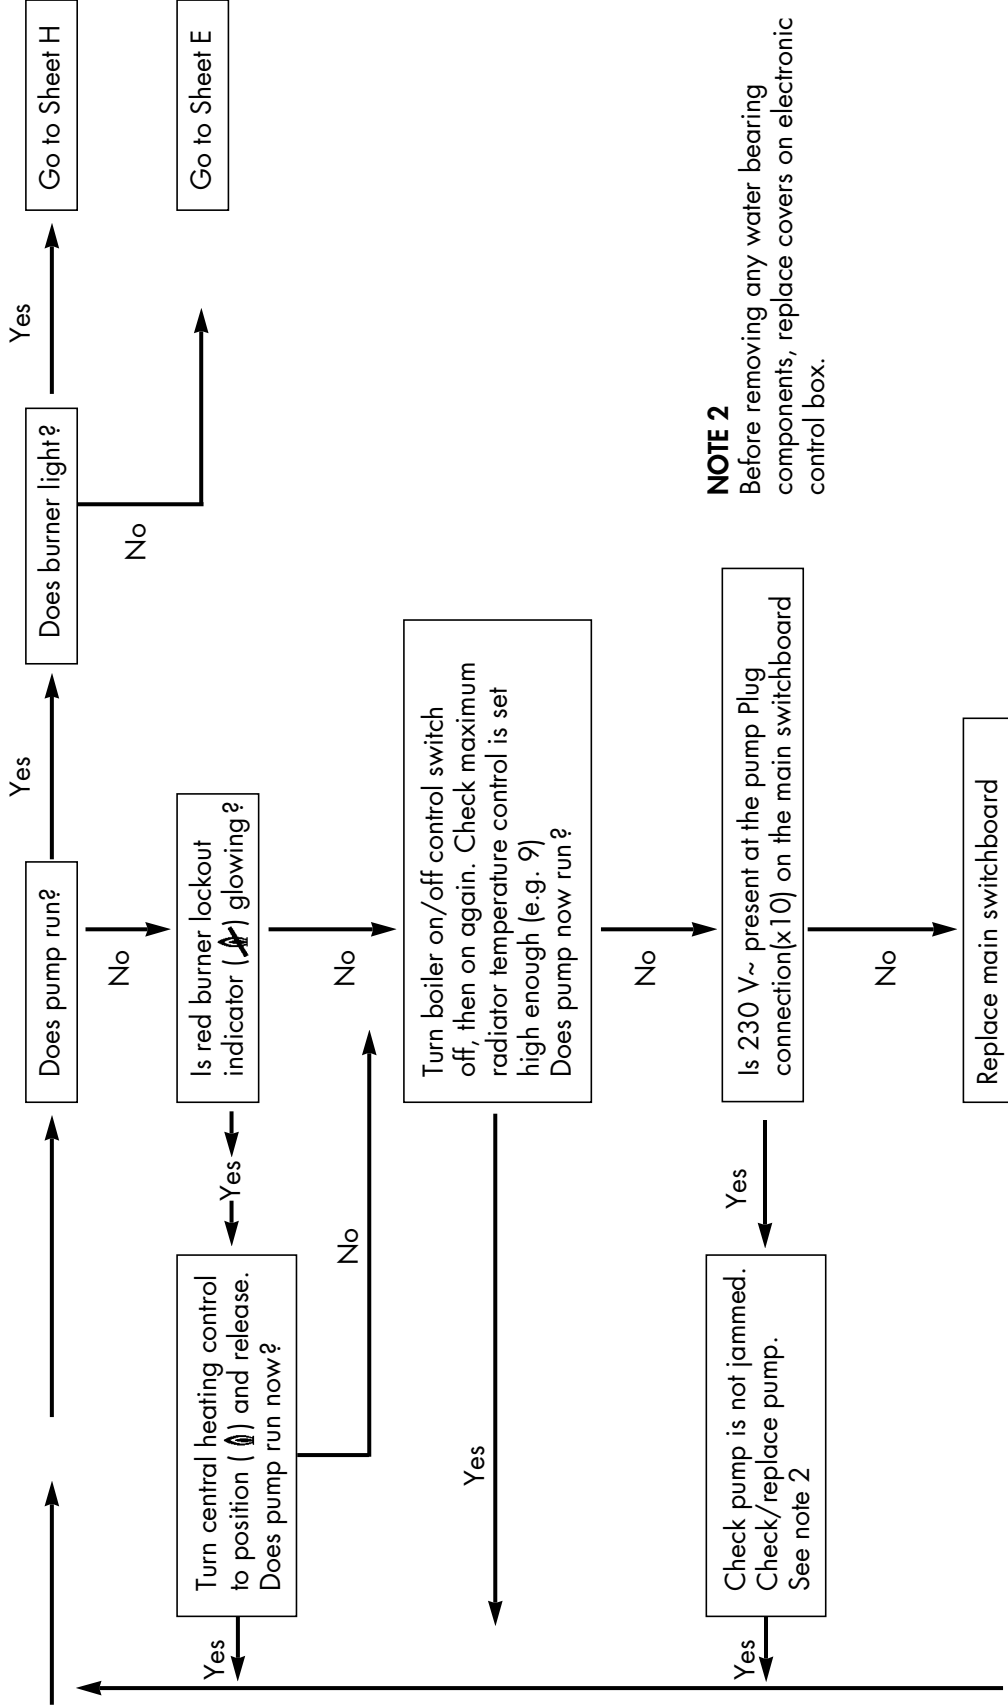 Does pump run?
Yes
Does burner light?
Yes
Go to Sheet H
No
Go to Sheet E
No
Is red burner lockout
indicator ( ) glowing?
Yes
Turn central heating control
to position ( ) and release.
Does pump run now?
Yes
No
No
Turn boiler on/off control switch
off, then on again. Check maximum
radiator temperature control is set
high enough (e.g. 9)
Does pump now run?
Yes
No
Is 230 V~ present at the pump Plug
connection(x10) on the main switchboard
Yes
Check pump is not jammed.
Check/replace pump.
See note 2
Yes
No
Replace main switchboard
NOTE 2
Before removing any water bearing
components, replace covers on electronic
control box.